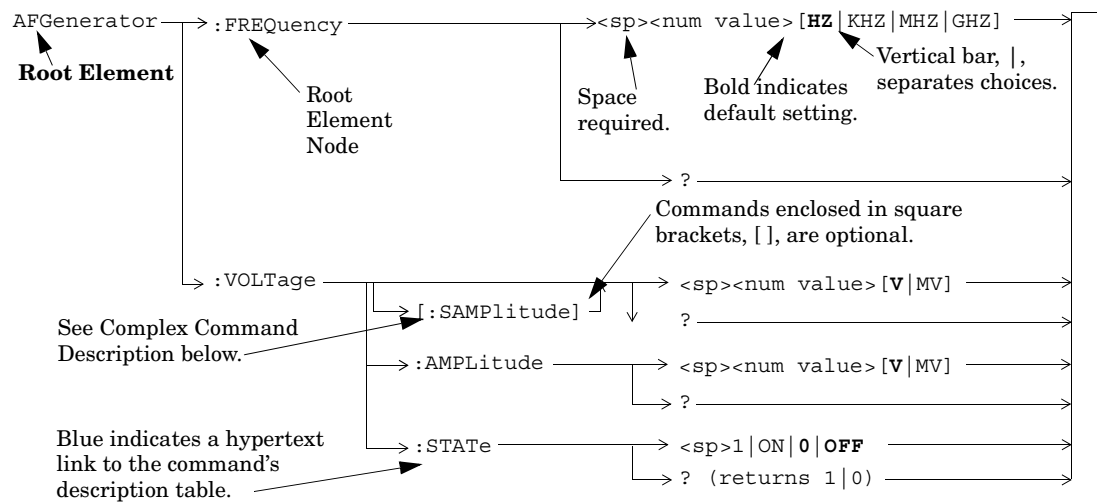 AFGenerator :FREQuency <sp><num value>[HZ|KHZ|MHZ|GHZ]
Root Element
Root
Element
Node
Space
required.
Bold indicates
default setting.
Vertical bar, |,
separates choices.
?
Commands enclosed in square
brackets, [ ], are optional.
:VOLTage <sp><num value>[V|MV]
[:SAMPlitude]
?
See Complex Command
Description below.
:AMPLitude <sp><num value>[V|MV]
?
Blue indicates a hypertext
link to the command's
description table.
:STATe <sp>1|ON|0|OFF
? (returns 1|0)